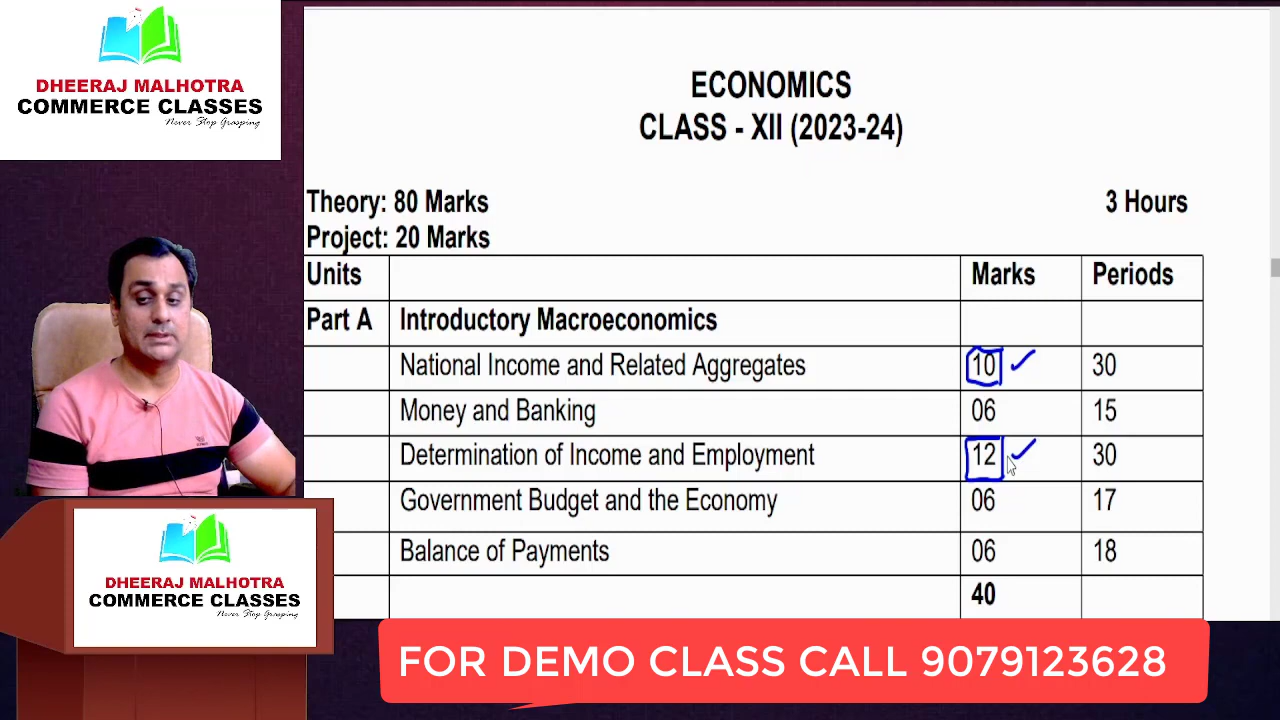 DHEERAJ MALHOTRA
COMMERCE CLASSES
Never Stop Grasping
ECONOMICS
CLASS - XII (2023-24)
Theory: 80 Marks 3 Hours
Project: 20 Marks
Units Marks Periods
Part A Introductory Macroeconomics
National Income and Related Aggregates 10 30
Money and Banking 06 15
Determination of Income and Employment 12 30
Government Budget and the Economy 06 17
Balance of Payments 06 18
40
DHEERAJ MALHOTRA
COMMERCE CLASSES
Never Stop Grasping
FOR DEMO CLASS CALL 9079123628